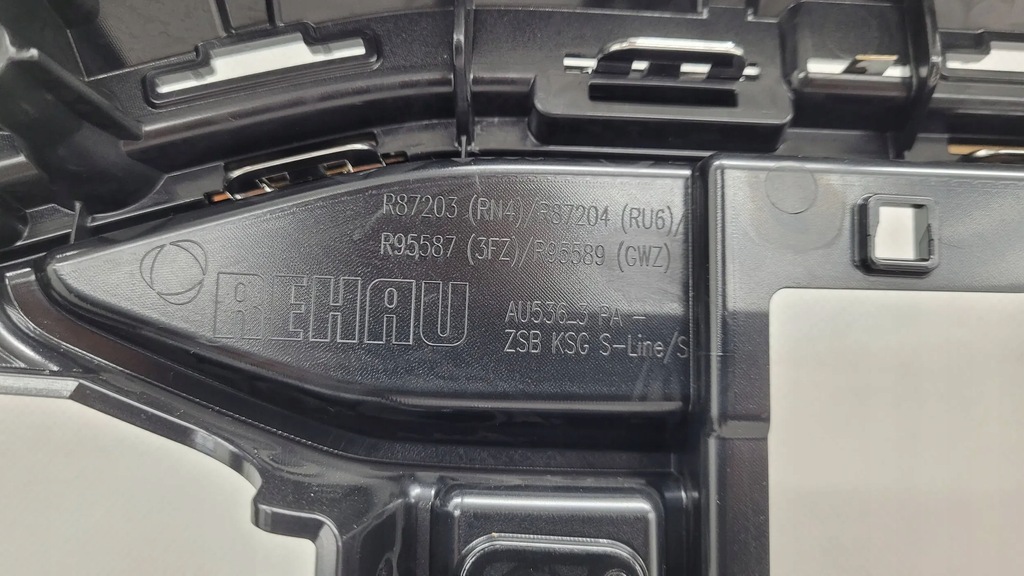 R87203 (RN4)/R87204 (RU6)/
R95587 (3FZ)/R95589 (GWZ)
REHAU
AU536_3 PA -
ZSB KSG S-Line/S